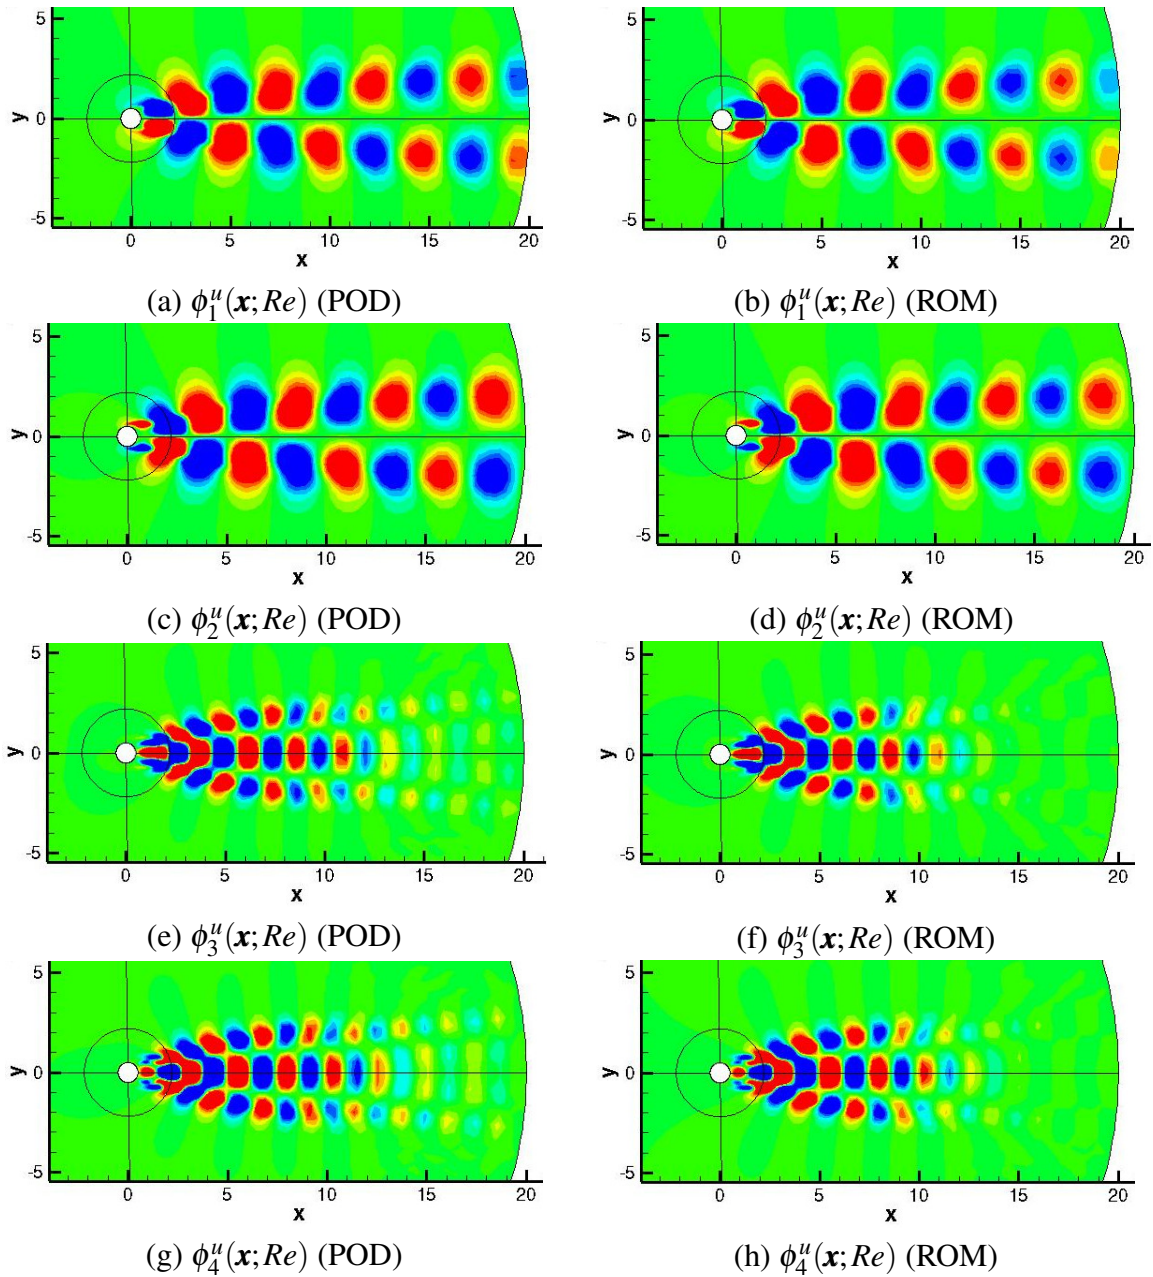 5 5
y 0 y 0
-5 -5
0 5 10 15 20 0 5 10 15 20
x x
(a) ϕ₁ᵘ(x; Re) (POD) (b) ϕ₁ᵘ(x; Re) (ROM)
5 5
y 0 y 0
-5 -5
0 5 10 15 20 0 5 10 15 20
x x
(c) ϕ₂ᵘ(x; Re) (POD) (d) ϕ₂ᵘ(x; Re) (ROM)
5 5
y 0 y 0
-5 -5
0 5 10 15 20 0 5 10 15 20
x x
(e) ϕ₃ᵘ(x; Re) (POD) (f) ϕ₃ᵘ(x; Re) (ROM)
5 5
y 0 y 0
-5 -5
0 5 10 15 20 0 5 10 15 20
x x
(g) ϕ₄ᵘ(x; Re) (POD) (h) ϕ₄ᵘ(x; Re) (ROM)